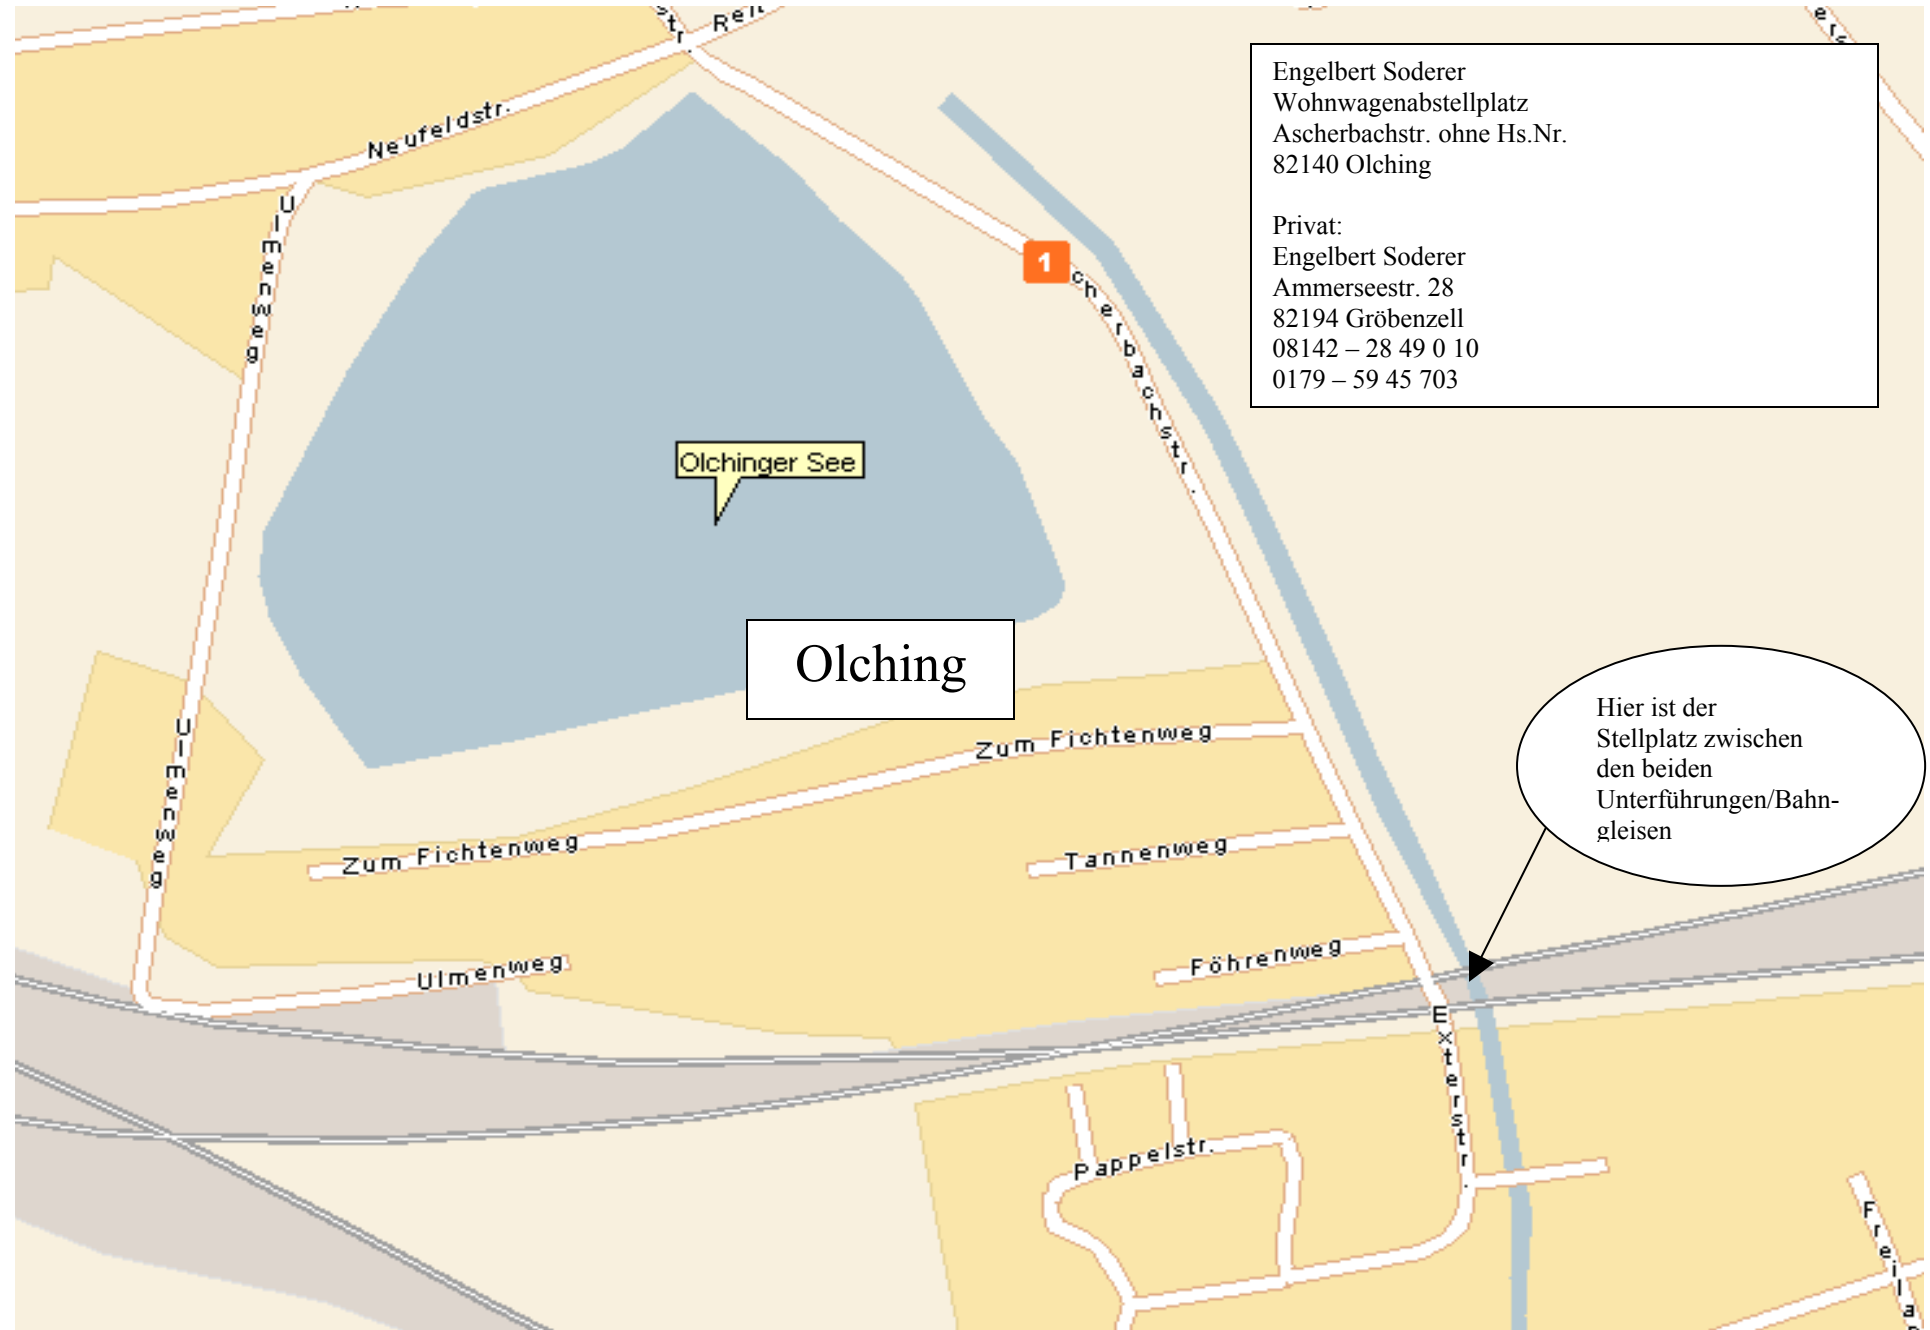 Engelbert Soderer
Wohnwagenabstellplatz
Ascherbachstr. ohne Hs.Nr.
82140 Olching
Privat:
Engelbert Soderer
Ammerseestr. 28
82194 Gröbenzell
08142 – 28 49 0 10
0179 – 59 45 703
Neufeldstr.
Ulmenweg
1
cherbachstr.
Olchinger See
Olching
Hier ist der
Stellplatz zwischen
den beiden
Unterführungen/Bahn-
gleisen
Zum Fichtenweg
Ulmenweg
Zum Fichtenweg
Tannenweg
Föhrenweg
Ulmenweg
Exterstr.
Pappelstr.